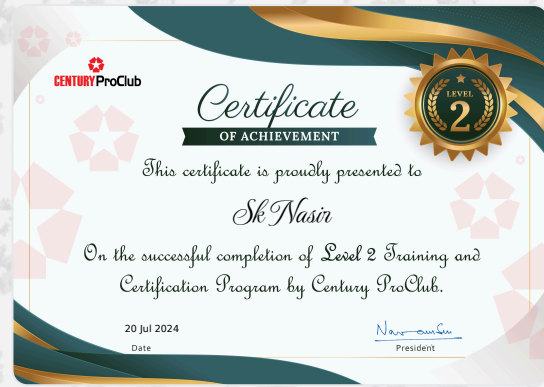 CENTURY ProClub
Certificate
OF ACHIEVEMENT
LEVEL
2
This certificate is proudly presented to
Sk Nasir
On the successful completion of Level 2 Training and
Certification Program by Century ProClub.
20 Jul 2024
Date
President